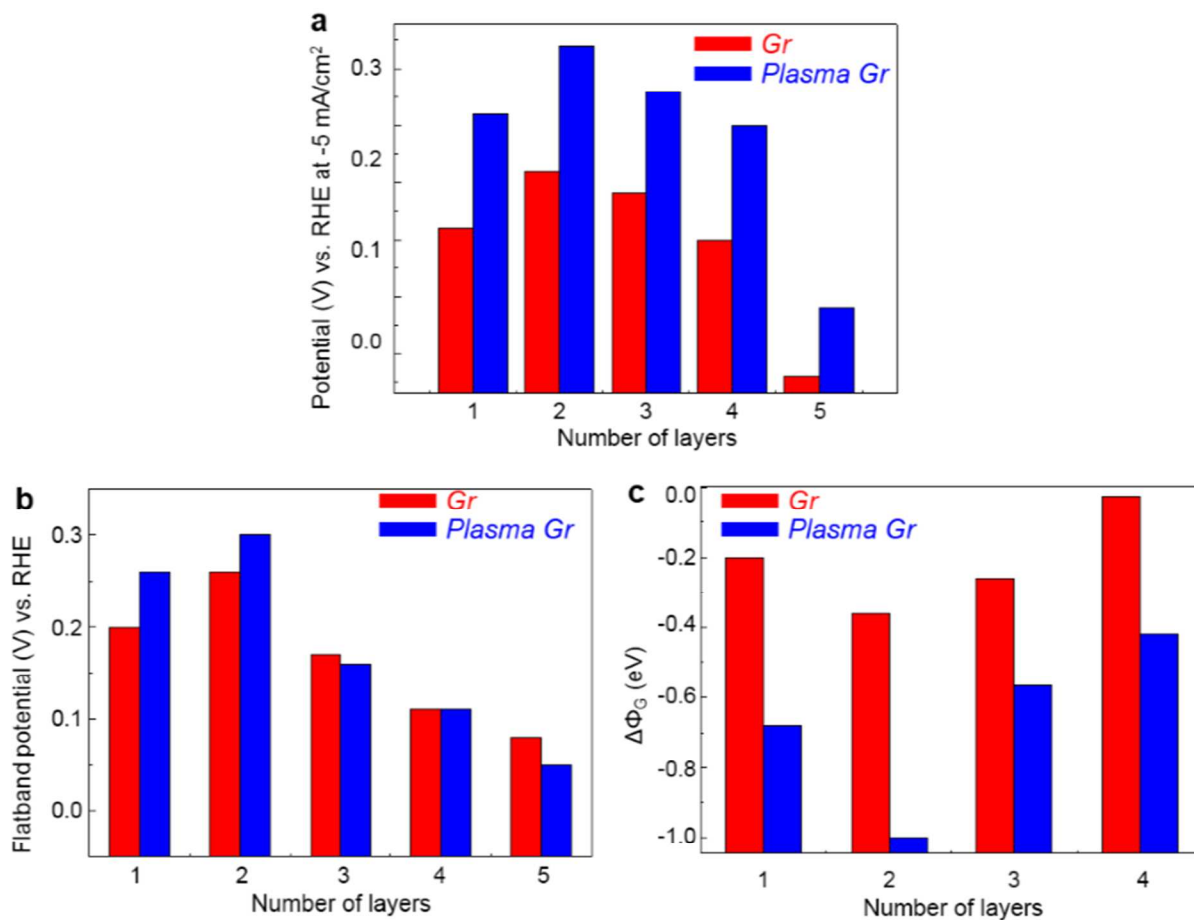 a
Gr
Plasma Gr
Potential (V) vs. RHE at -5 mA/cm²
0.3
0.2
0.1
0.0
1 2 3 4 5
Number of layers
b
Gr
Plasma Gr
Flatband potential (V) vs. RHE
0.3
0.2
0.1
0.0
1 2 3 4 5
Number of layers
c
Gr
Plasma Gr
ΔΦG (eV)
0.0
-0.2
-0.4
-0.6
-0.8
-1.0
1 2 3 4
Number of layers